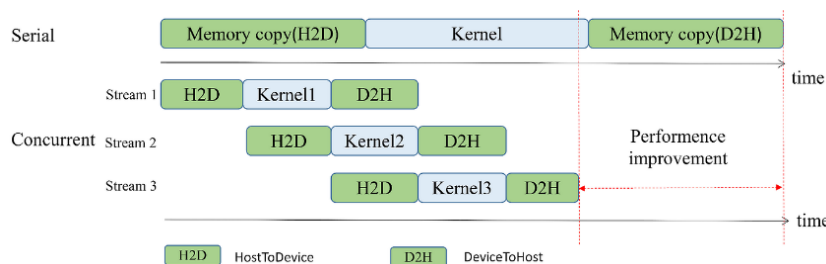 Serial
Memory copy(H2D) Kernel Memory copy(D2H)
time
Stream 1 H2D Kernel1 D2H
Concurrent Stream 2 H2D Kernel2 D2H
Performence
improvement
Stream 3 H2D Kernel3 D2H
time
H2D HostToDevice D2H DeviceToHost